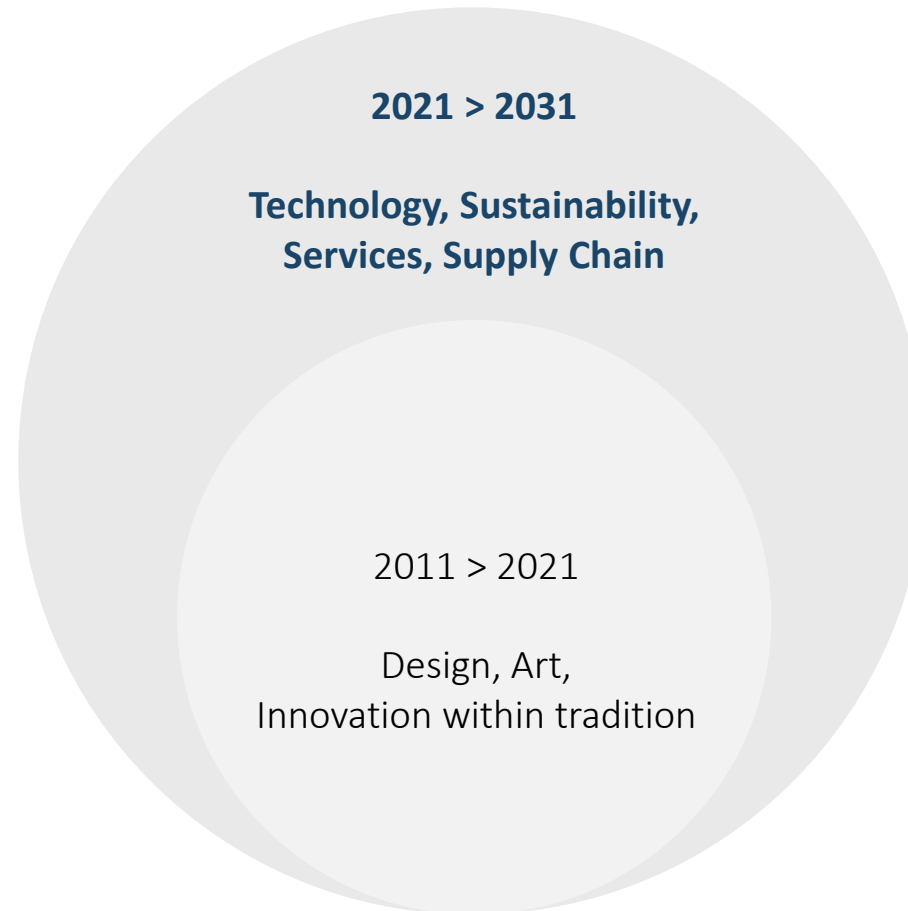 2021 > 2031
Technology, Sustainability,
Services, Supply Chain
2011 > 2021
Design, Art,
Innovation within tradition